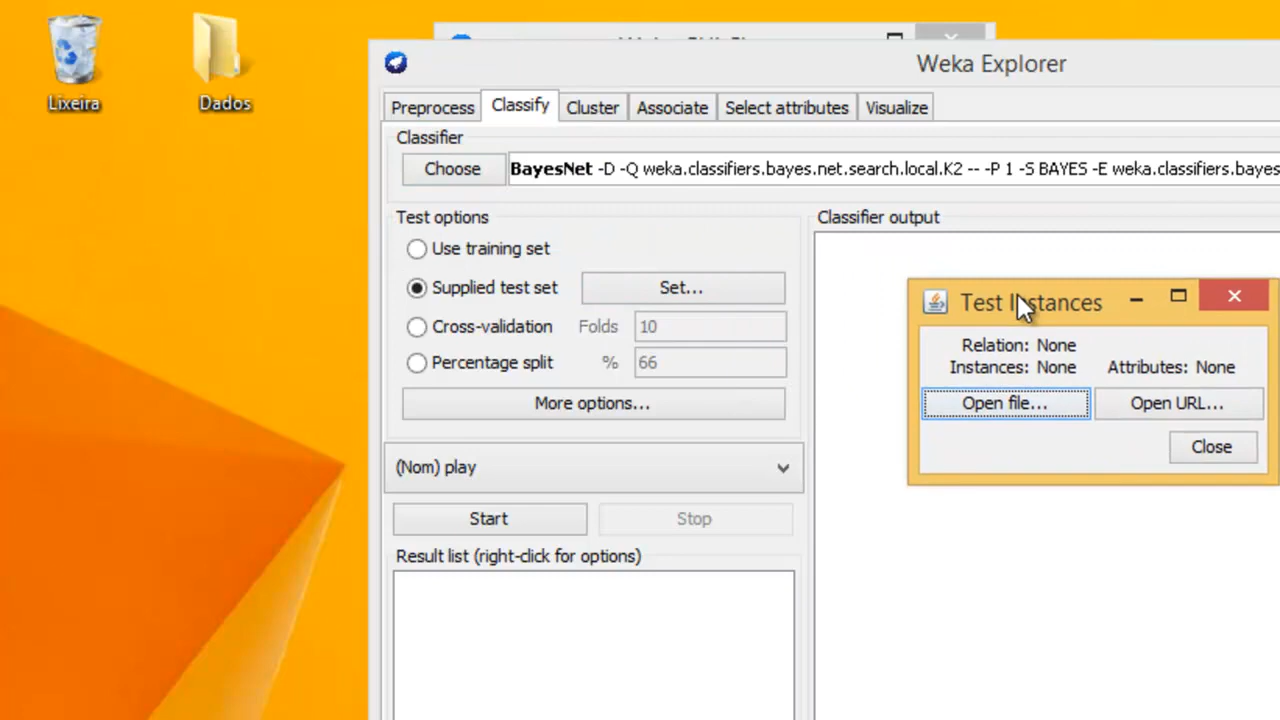 Lixeira
Dados
Weka Explorer
Preprocess Classify Cluster Associate Select attributes Visualize
Classifier
Choose BayesNet -D -Q weka.classifiers.bayes.net.search.local.K2 -- -P 1 -S BAYES -E weka.classifiers.bayes
Test options
Use training set
Supplied test set Set...
Cross-validation Folds 10
Percentage split % 66
More options...
(Nom) play
Start Stop
Result list (right-click for options)
Classifier output
Test Instances
Relation: None
Instances: None Attributes: None
Open file... Open URL...
Close